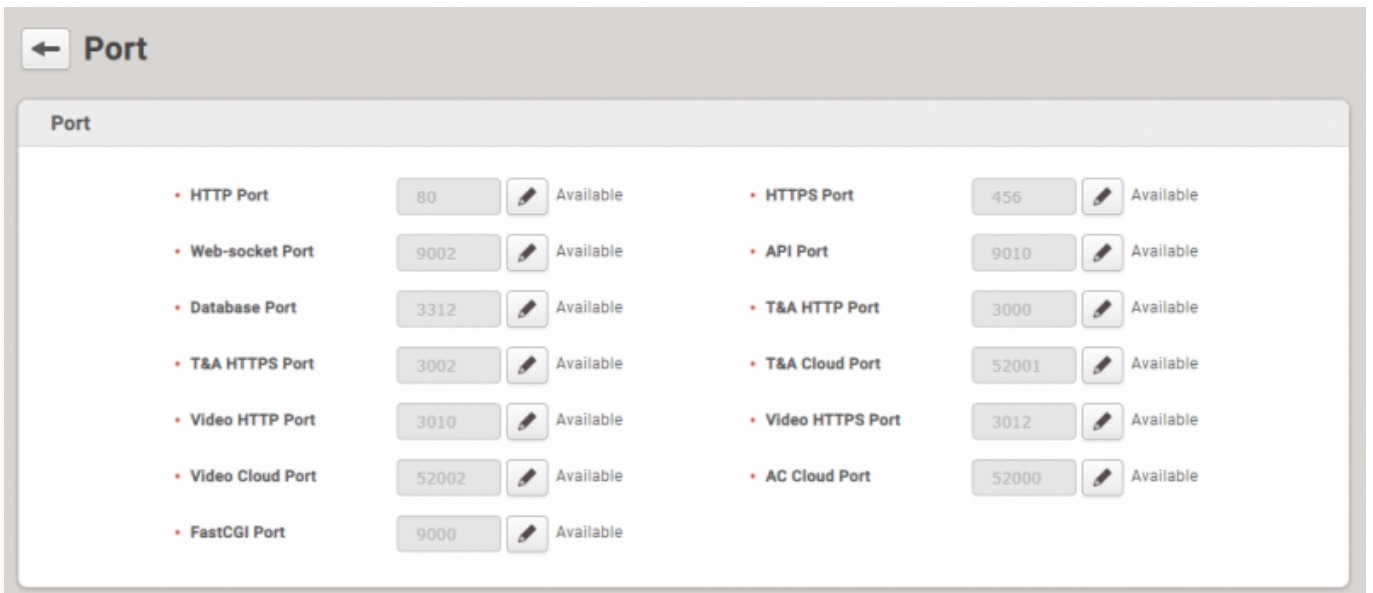 Port
Port
• HTTP Port 80 Available • HTTPS Port 456 Available
• Web-socket Port 9002 Available • API Port 9010 Available
• Database Port 3312 Available • T&A HTTP Port 3000 Available
• T&A HTTPS Port 3002 Available • T&A Cloud Port 52001 Available
• Video HTTP Port 3010 Available • Video HTTPS Port 3012 Available
• Video Cloud Port 52002 Available • AC Cloud Port 52000 Available
• FastCGI Port 9000 Available